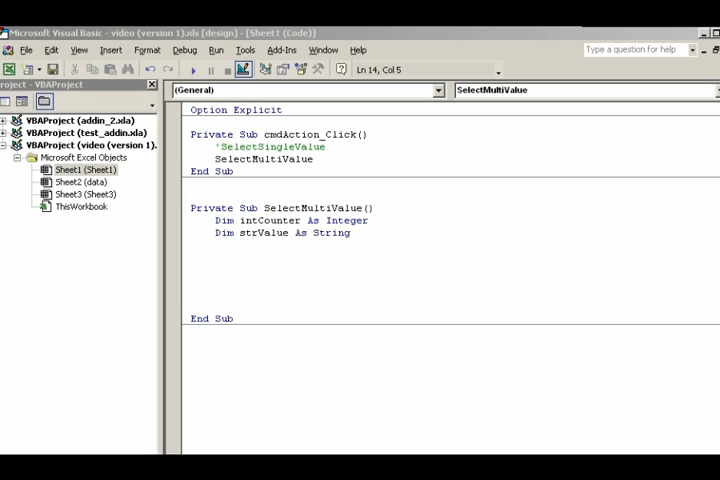 Microsoft Visual Basic - video (version 1).xls [design] - [Sheet1 (Code)]
File Edit View Insert Format Debug Run Tools Add-Ins Window Help
Type a question for help
Ln 14, Col 5
roject - VBAProject
(General)
SelectMultiValue
VBAProject (addin_2.xla)
VBAProject (test_addin.xla)
VBAProject (video (version 1).
Microsoft Excel Objects
Sheet1 (Sheet1)
Sheet2 (data)
Sheet3 (Sheet3)
ThisWorkbook
Option Explicit
Private Sub cmdAction_Click()
'SelectSingleValue
SelectMultiValue
End Sub
Private Sub SelectMultiValue()
Dim intCounter As Integer
Dim strValue As String
End Sub